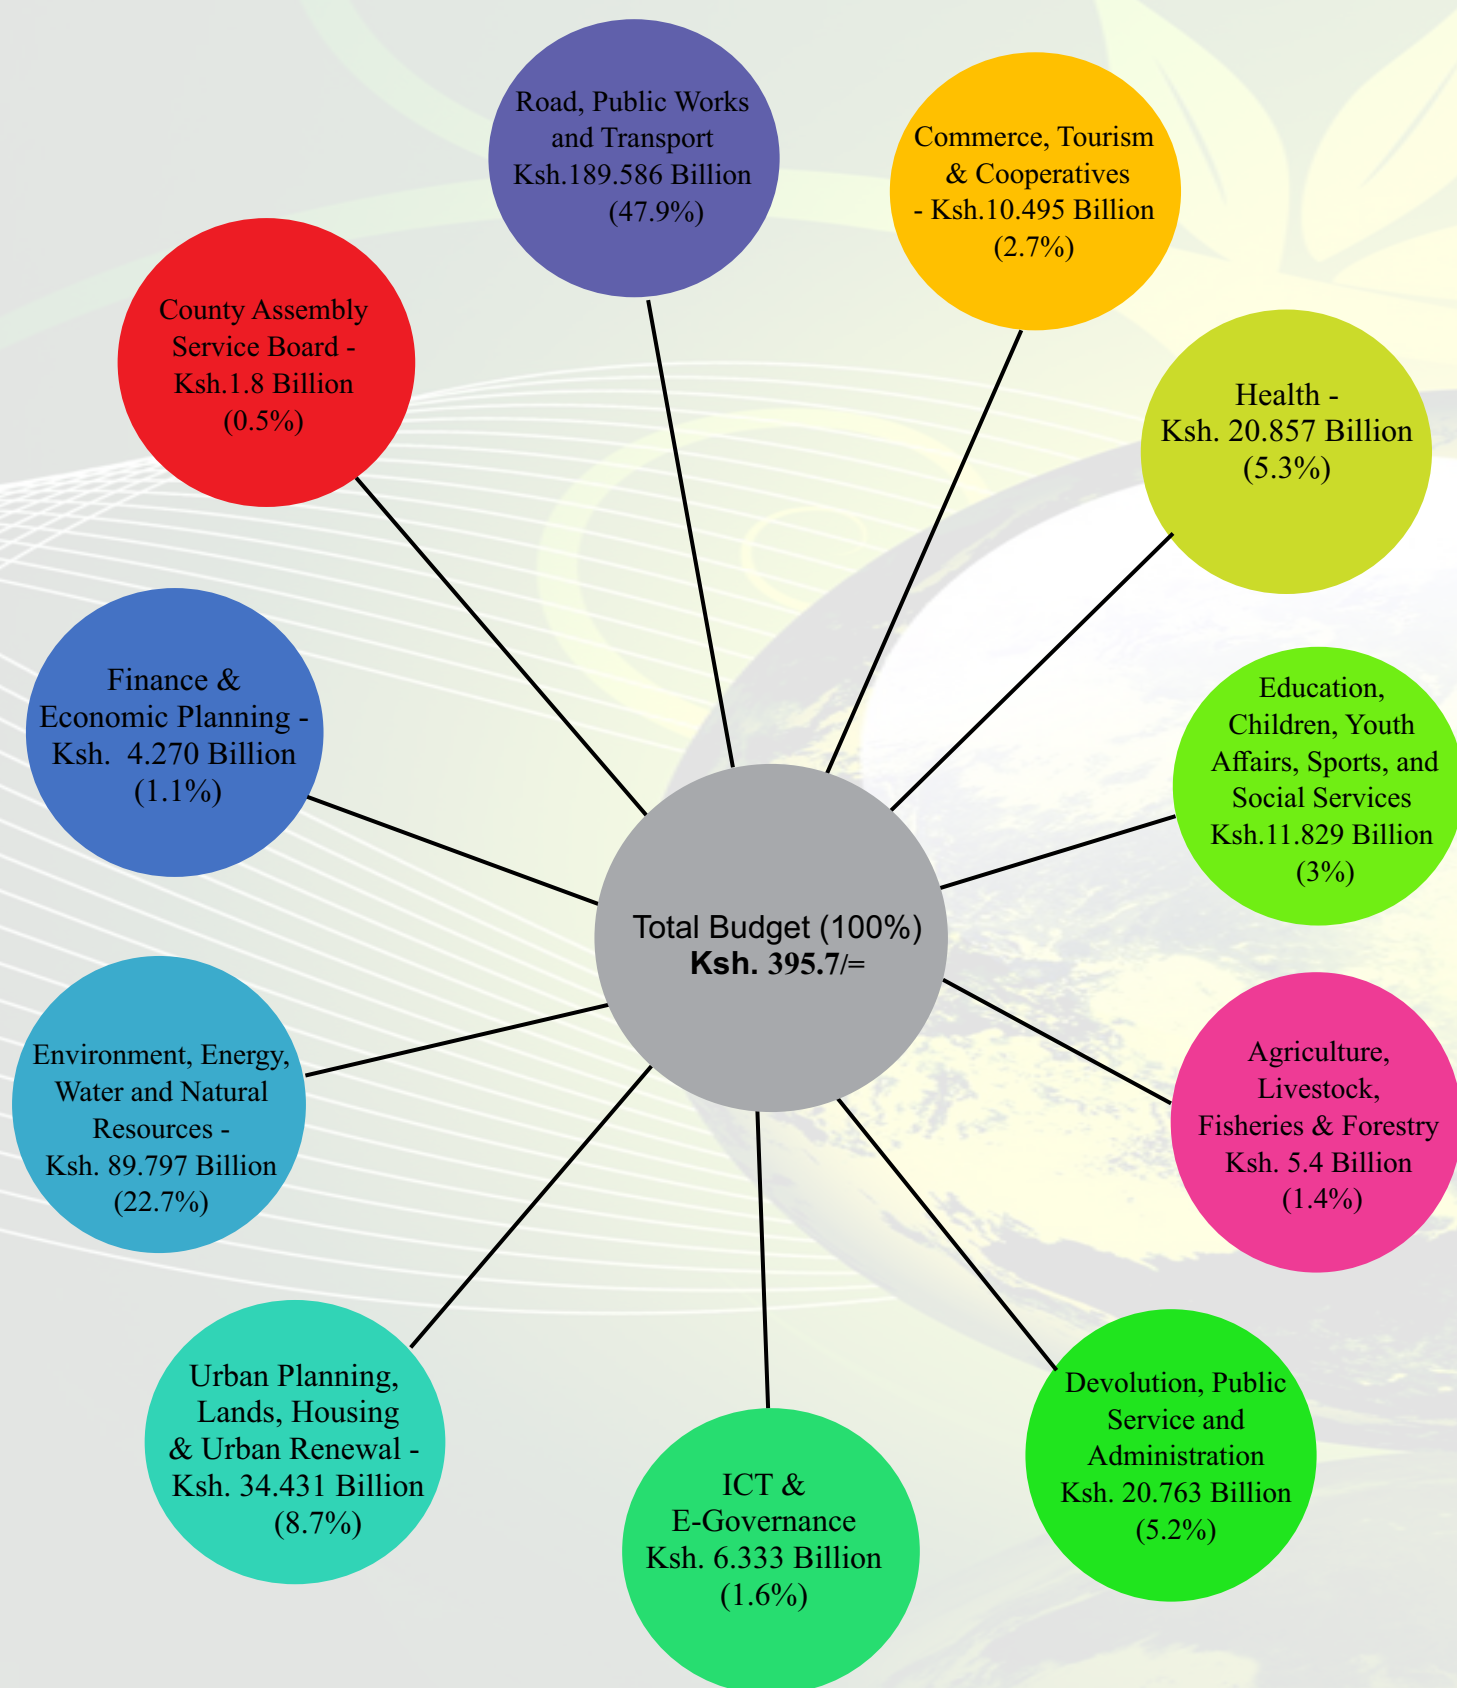 Road, Public Works
and Transport
Ksh.189.586 Billion
(47.9%)
Commerce, Tourism
& Cooperatives
- Ksh.10.495 Billion
(2.7%)
County Assembly
Service Board -
Ksh.1.8 Billion
(0.5%)
Health -
Ksh. 20.857 Billion
(5.3%)
Finance &
Economic Planning -
Ksh. 4.270 Billion
(1.1%)
Education,
Children, Youth
Affairs, Sports, and
Social Services
Ksh.11.829 Billion
(3%)
Total Budget (100%)
Ksh. 395.7/=
Environment, Energy,
Water and Natural
Resources -
Ksh. 89.797 Billion
(22.7%)
Agriculture,
Livestock,
Fisheries & Forestry
Ksh. 5.4 Billion
(1.4%)
Urban Planning,
Lands, Housing
& Urban Renewal -
Ksh. 34.431 Billion
(8.7%)
ICT &
E-Governance
Ksh. 6.333 Billion
(1.6%)
Devolution, Public
Service and
Administration
Ksh. 20.763 Billion
(5.2%)